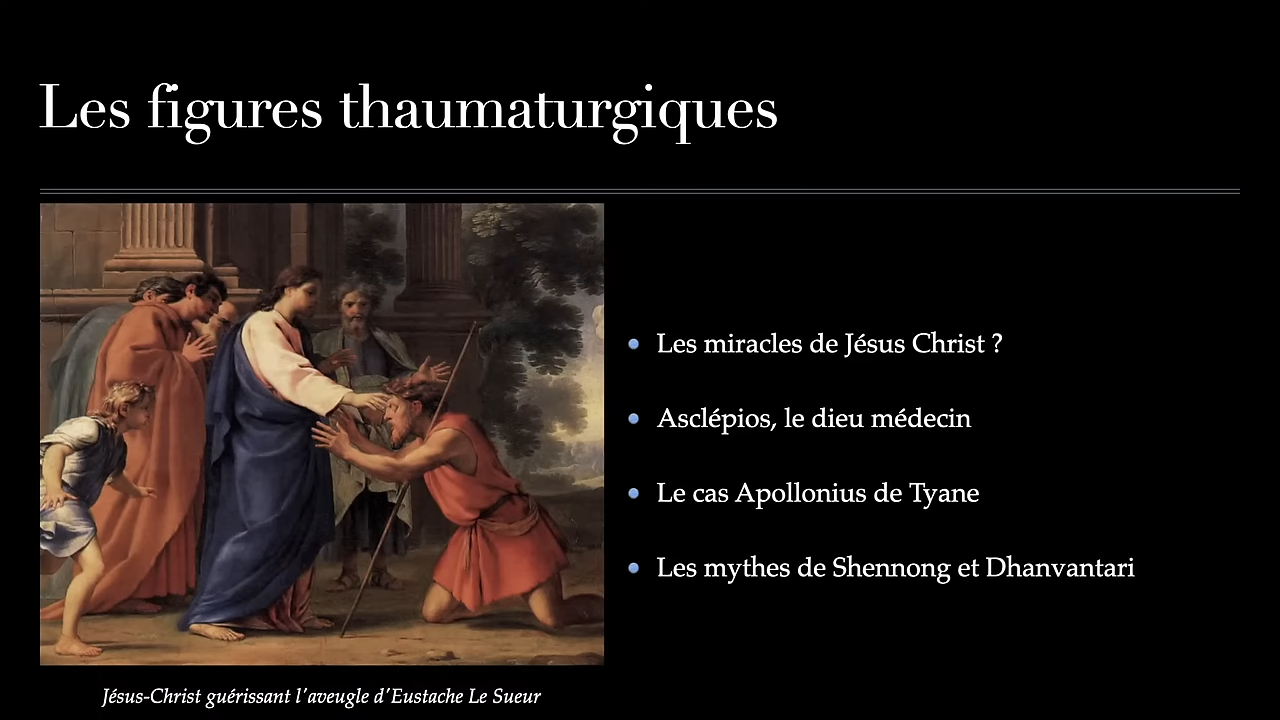 Les figures thaumaturgiques
Les miracles de Jésus Christ ?
Asclépios, le dieu médecin
Le cas Apollonius de Tyane
Les mythes de Shennong et Dhanvantari
Jésus-Christ guérissant l'aveugle d'Eustache Le Sueur